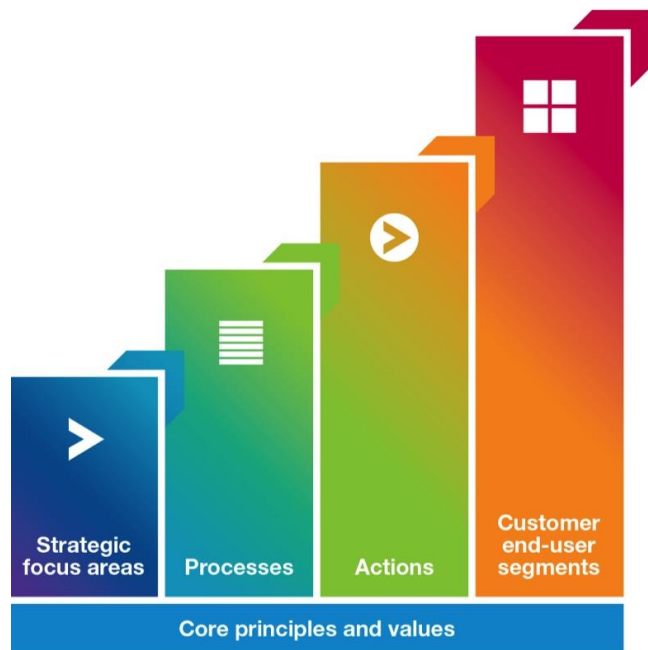 Strategic
focus areas
Processes
Actions
Customer
end-user
segments
Core principles and values